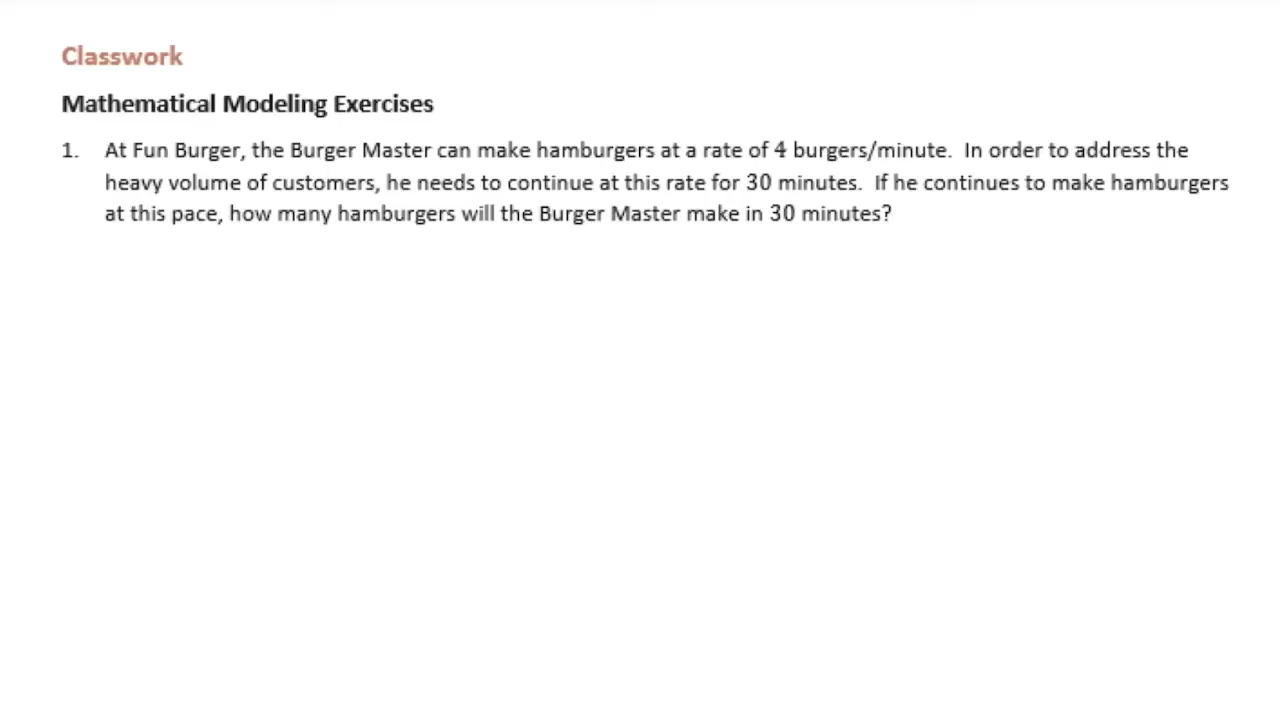 Classwork
Mathematical Modeling Exercises
1. At Fun Burger, the Burger Master can make hamburgers at a rate of 4 burgers/minute. In order to address the
heavy volume of customers, he needs to continue at this rate for 30 minutes. If he continues to make hamburgers
at this pace, how many hamburgers will the Burger Master make in 30 minutes?